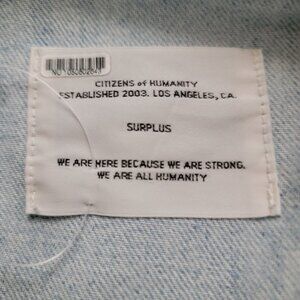 CITIZENS of HUMANITY
ESTABLISHED 2003. LOS ANGELES, CA.
SURPLUS
WE ARE HERE BECAUSE WE ARE STRONG.
WE ARE ALL HUMANITY